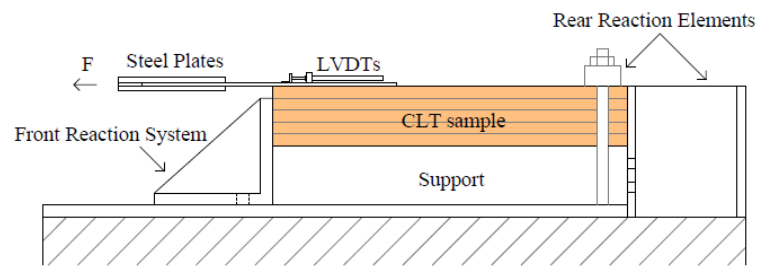 Rear Reaction Elements
F
Steel Plates
LVDTs
Front Reaction System
CLT sample
Support